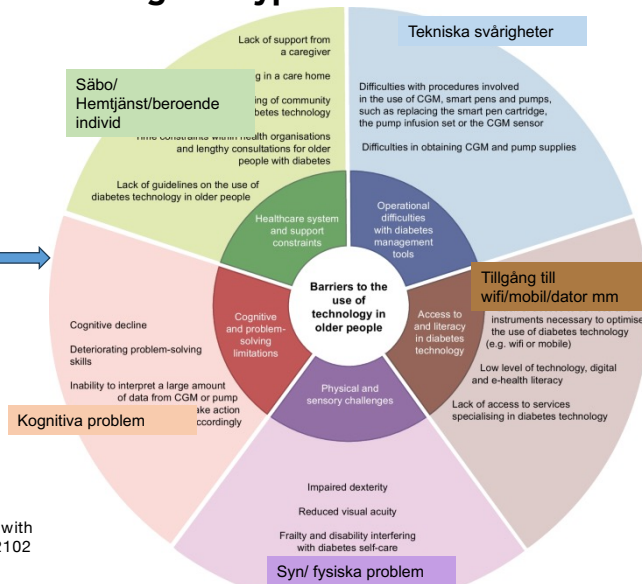 Lack of support from
a caregiver
g in a care home
ing of community
betes technology
Time constraints within health organisations
and lengthy consultations for older
people with diabetes
Lack of guidelines on the use of
diabetes technology in older people
Säbo/
Hemtjänst/beroende
individ
Tekniska svårigheter
Difficulties with procedures involved
in the use of CGM, smart pens and pumps,
such as replacing the smart pen cartridge,
the pump infusion set or the CGM sensor
Difficulties in obtaining CGM and pump supplies
Healthcare system
and support
constraints
Operational
difficulties
with diabetes
management
tools
Barriers to the
use of
technology in
older people
Cognitive
and problem-
solving
limitations
Access to
and literacy in
diabetes
technology
Physical and
sensory challenges
Tillgång till
wifi/mobil/dator mm
instruments necessary to optimise
the use of diabetes technology
(e.g. wifi or mobile)
Low level of technology, digital
and e-health literacy
Lack of access to services
specialising in diabetes technology
Cognitive decline
Deteriorating problem-solving
skills
Inability to interpret a large amount
of data from CGM or pump
ake action
ccordingly
Kognitiva problem
Impaired dexterity
Reduced visual acuity
Frailty and disability interfering
with diabetes self-care
Syn/ fysiska problem
with
2102